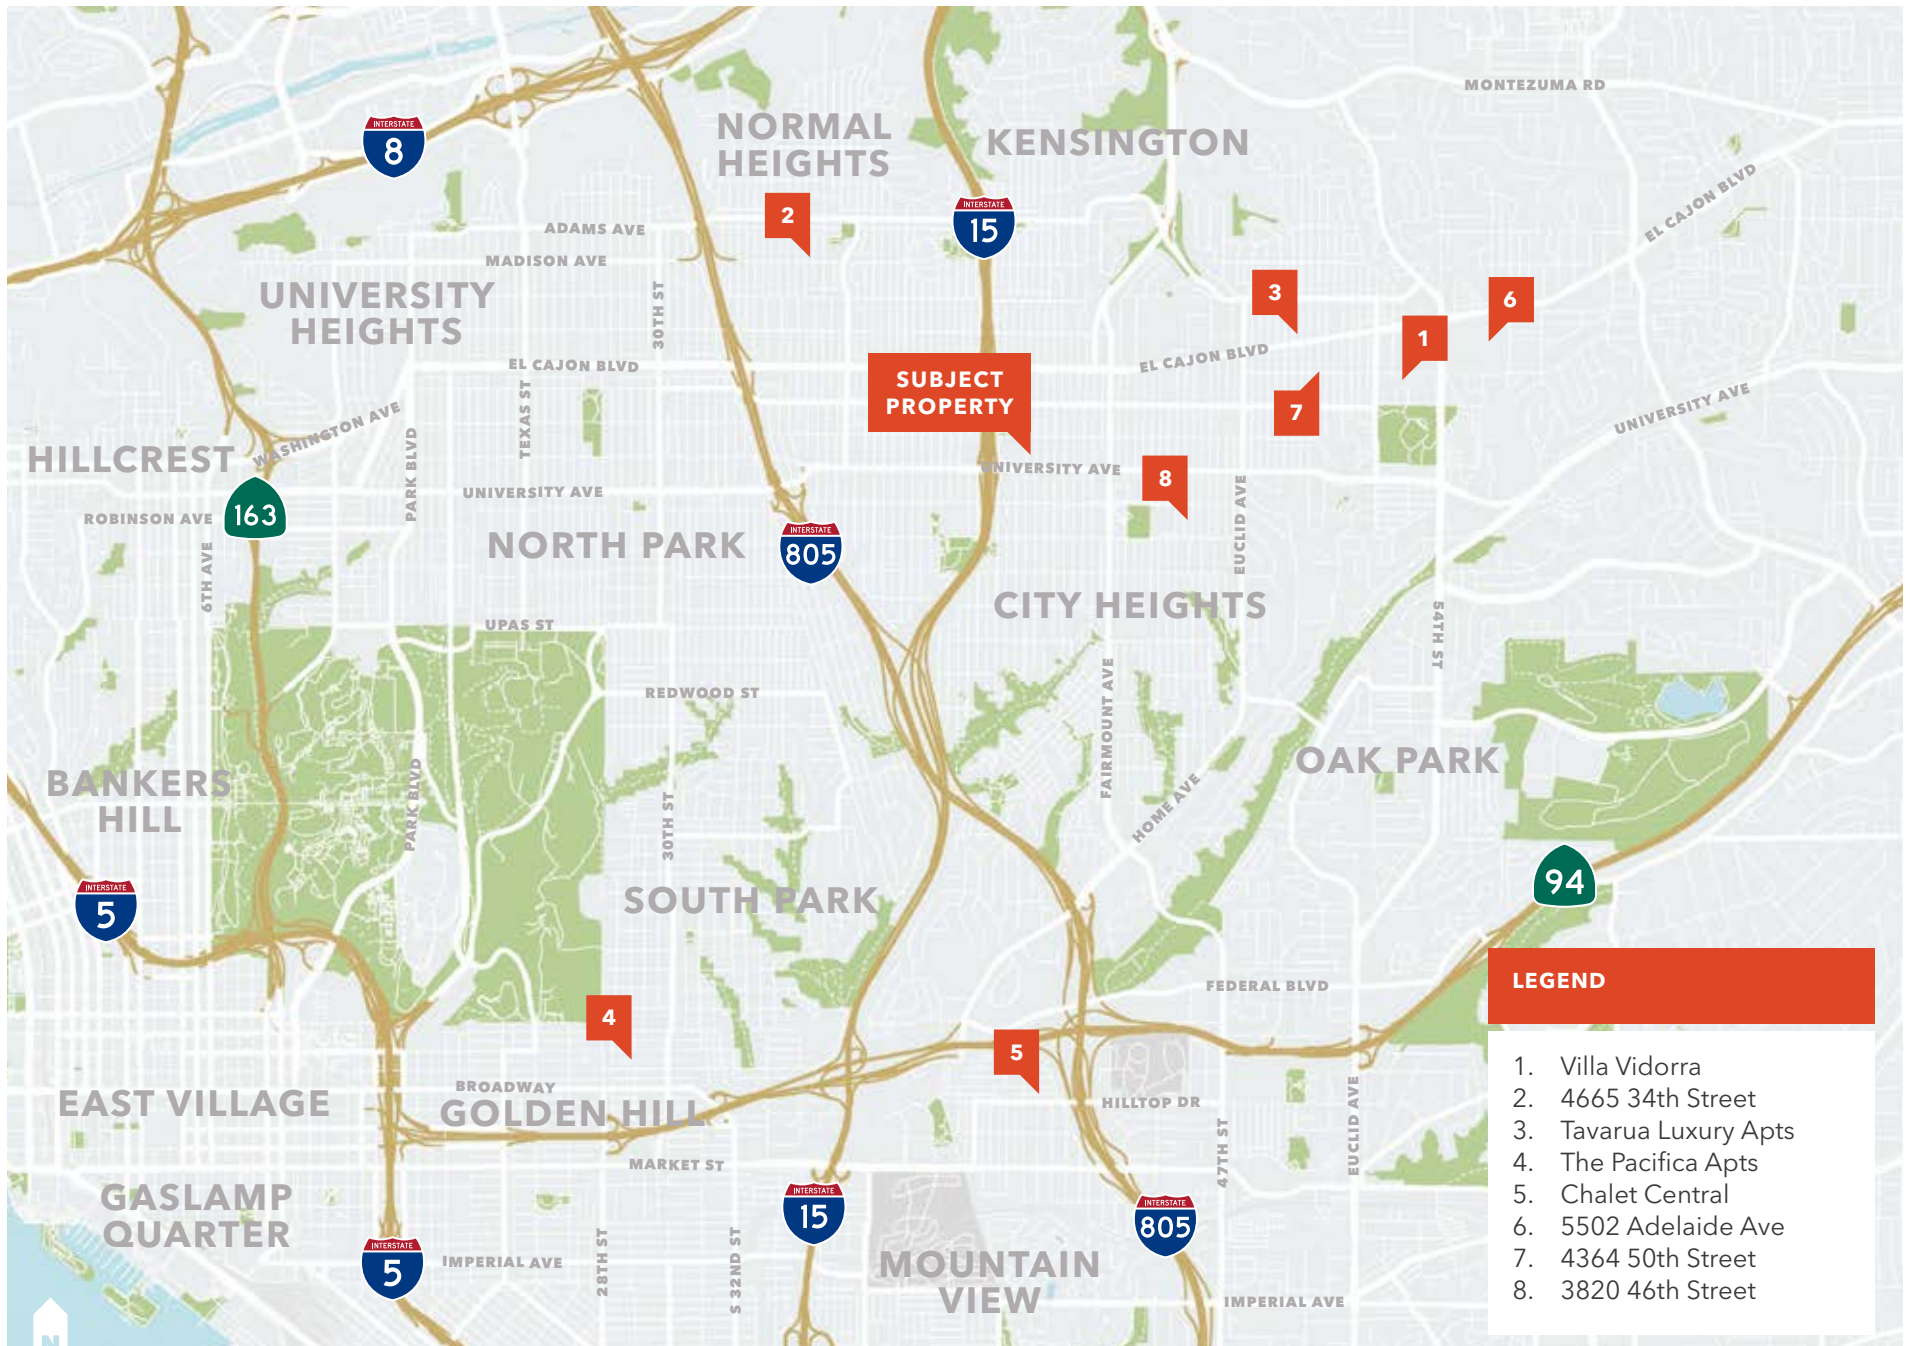 MONTEZUMA RD
NORMAL
HEIGHTS
KENSINGTON
INTERSTATE
8
EL CAJON BLVD
2
INTERSTATE
15
ADAMS AVE
MADISON AVE
UNIVERSITY
HEIGHTS
30TH ST
3
6
1
EL CAJON BLVD
EL CAJON BLVD
SUBJECT
PROPERTY
7
UNIVERSITY AVE
TEXAS ST
WASHINGTON AVE
PARK BLVD
HILLCREST
UNIVERSITY AVE
8
UNIVERSITY AVE
ROBINSON AVE
163
EUCLID AVE
NORTH PARK
INTERSTATE
805
6TH AVE
CITY HEIGHTS
UPAS ST
54TH ST
REDWOOD ST
FAIRMOUNT AVE
OAK PARK
BANKERS
HILL
PARK BLVD
30TH ST
HOME AVE
INTERSTATE
5
SOUTH PARK
94
FEDERAL BLVD
4
5
BROADWAY
EAST VILLAGE
GOLDEN HILL
HILLTOP DR
EUCLID AVE
47TH ST
MARKET ST
GASLAMP
QUARTER
INTERSTATE
15
INTERSTATE
805
INTERSTATE
5
IMPERIAL AVE
28TH ST
S 32ND ST
MOUNTAIN
VIEW
IMPERIAL AVE
N
LEGEND
1. Villa Vidorra
2. 4665 34th Street
3. Tavarua Luxury Apts
4. The Pacifica Apts
5. Chalet Central
6. 5502 Adelaide Ave
7. 4364 50th Street
8. 3820 46th Street